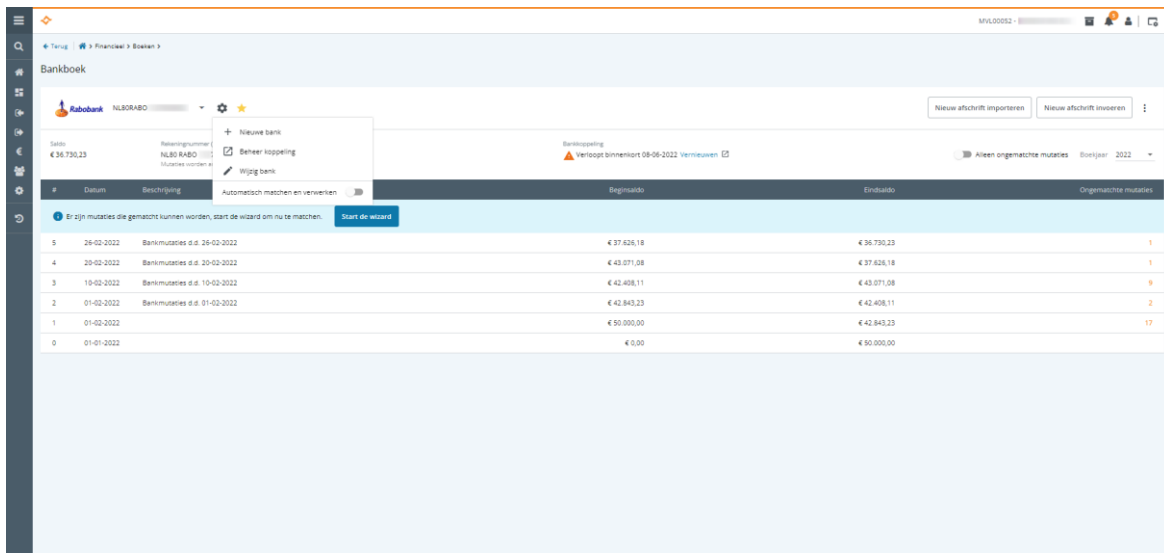 MVL00052 -
Terug | > Financieel > Boeken >
Bankboek
Rabobank NL80RABO
Nieuw afschrift importeren Nieuw afschrift invoeren
Nieuwe bank
Beheer koppeling
Wijzig bank
Automatisch matchen en verwerken
Saldo
€ 36.730,23
Rekeningnummer
NL80 RABO
Mutaties worden
Bankkoppeling
Verloopt binnenkort 08-06-2022 Vernieuwen
Alleen ongematchte mutaties Boekjaar 2022
# Datum Beschrijving Beginsaldo Eindsaldo Ongematchte mutaties
Er zijn mutaties die gematcht kunnen worden, start de wizard om nu te matchen. Start de wizard
5 26-02-2022 Bankmutaties d.d. 26-02-2022 € 37.626,18 € 36.730,23 1
4 20-02-2022 Bankmutaties d.d. 20-02-2022 € 43.071,08 € 37.626,18 1
3 10-02-2022 Bankmutaties d.d. 10-02-2022 € 42.408,11 € 43.071,08 9
2 01-02-2022 Bankmutaties d.d. 01-02-2022 € 42.843,23 € 42.408,11 2
1 01-02-2022 € 50.000,00 € 42.843,23 17
0 01-01-2022 € 0,00 € 50.000,00